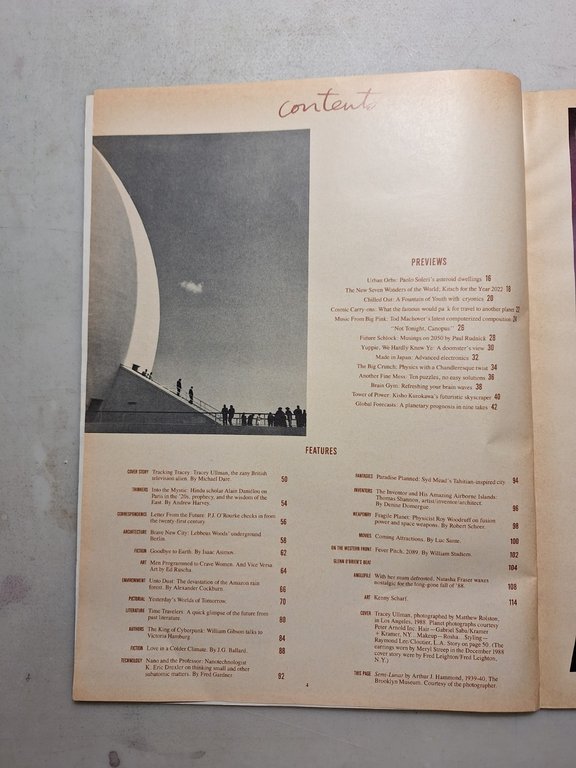 contents
PREVIEWS
Urban Orbs: Paolo Soleri's asteroid dwellings 16
The New Seven Wonders of the World: Kitsch for the Year 2022 18
Chilled Out: A Fountain of Youth with cryonics 20
Cosmic Carry-ons: What the famous would pack for travel to another planet 22
Music From Big Pink: Tod Machover's latest computerized composition 24
"Not Tonight, Canopus" 26
Future Schlock: Musings on 2050 by Paul Rudnick 28
Yuppie, We Hardly Knew Ye: A doomster's view 30
Made in Japan: Advanced electronics 32
The Big Crunch: Physics with a Chandleresque twist 34
Another Fine Mess: Ten puzzles, no easy solutions 36
Brain Gym: Refreshing your brain waves 38
Tower of Power: Kisho Kurokawa's futuristic skyscraper 40
Global Forecasts: A planetary prognosis in nine takes 42
FEATURES
COVER STORY Tracking Tracey: Tracey Ullman, the zany British
television alien. By Michael Dare. 50
THINKERS Into the Mystic: Hindu scholar Alain Danielou on
Paris in the '20s, prophecy, and the wisdom of the
East. By Andrew Harvey. 54
CORRESPONDENCE Letter From the Future: P.J. O'Rourke checks in from
the twenty-first century. 56
ARCHITECTURE Brave New City: Lebbeus Woods' underground
Berlin. 58
FICTION Goodbye to Earth. By Isaac Asimov. 62
ART Men Programmed to Crave Women. And Vice Versa.
Art by Ed Ruscha. 64
ENVIRONMENT Unto Dust: The devastation of the Amazon rain
forest. By Alexander Cockburn. 66
PICTORIAL Yesterday's Worlds of Tomorrow. 70
LITERATURE Time Travelers: A quick glimpse of the future from
past literature. 80
AUTHORS The King of Cyberpunk: William Gibson talks to
Victoria Hamburg. 84
FICTION Love in a Colder Climate. By J.G. Ballard. 88
TECHNOLOGY Nano and the Professor: Nanotechnologist
K. Eric Drexler on thinking small and other
subatomic matters. By Fred Gardner. 92
FANTASIES Paradise Planned: Syd Mead's Tahitian-inspired city. 94
INVENTIONS The Inventor and His Amazing Airborne Islands:
Thomas Shannon, artist/inventor/architect.
By Denise Domergue. 96
WEAPONRY Fragile Planet: Physicist Roy Woodruff on fusion
power and space weapons. By Robert Scheer. 98
MOVIES Coming Attractions. By Luc Sante. 100
ON THE WESTERN FRONT Fever Pitch, 2089. By William Stadiem. 102
GLENN O'BRIEN'S BEAT 104
ANGLOFILE With her mum defrosted, Natasha Fraser waxes
nostalgic for the long-gone fall of '88. 108
ART Kenny Scharf. 114
COVER Tracey Ullman, photographed by Matthew Rolston,
in Los Angeles, 1988. Planet photographs courtesy
Peter Arnold Inc. Hair—Gabriel Saba/Kramer
+ Kramer, NY. Makeup—Rosha. Styling—
Raymond Lee/Cloutier, L.A. Story on page 50. (The
earrings worn by Meryl Streep in the December 1988
cover story were by Fred Leighton/Fred Leighton,
N.Y.)
THIS PAGE Semi-Lunar by Arthur J. Hammond, 1939-40, The
Brooklyn Museum. Courtesy of the photographer.
4